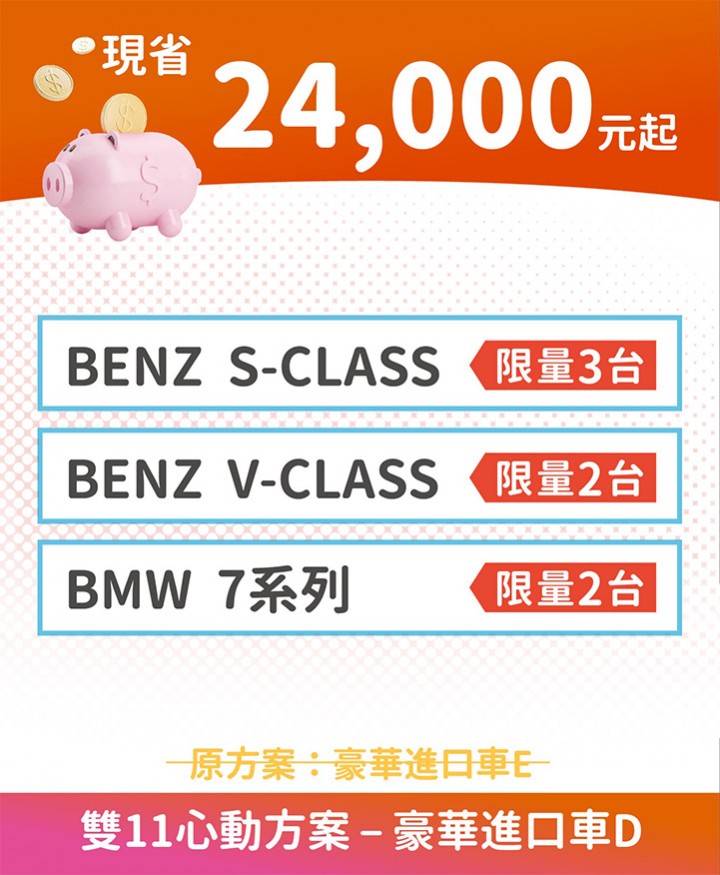 現省
24,000元起
BENZ S-CLASS 限量3台
BENZ V-CLASS 限量2台
BMW 7系列 限量2台
原方案：豪華進口車E
雙11心動方案－豪華進口車D